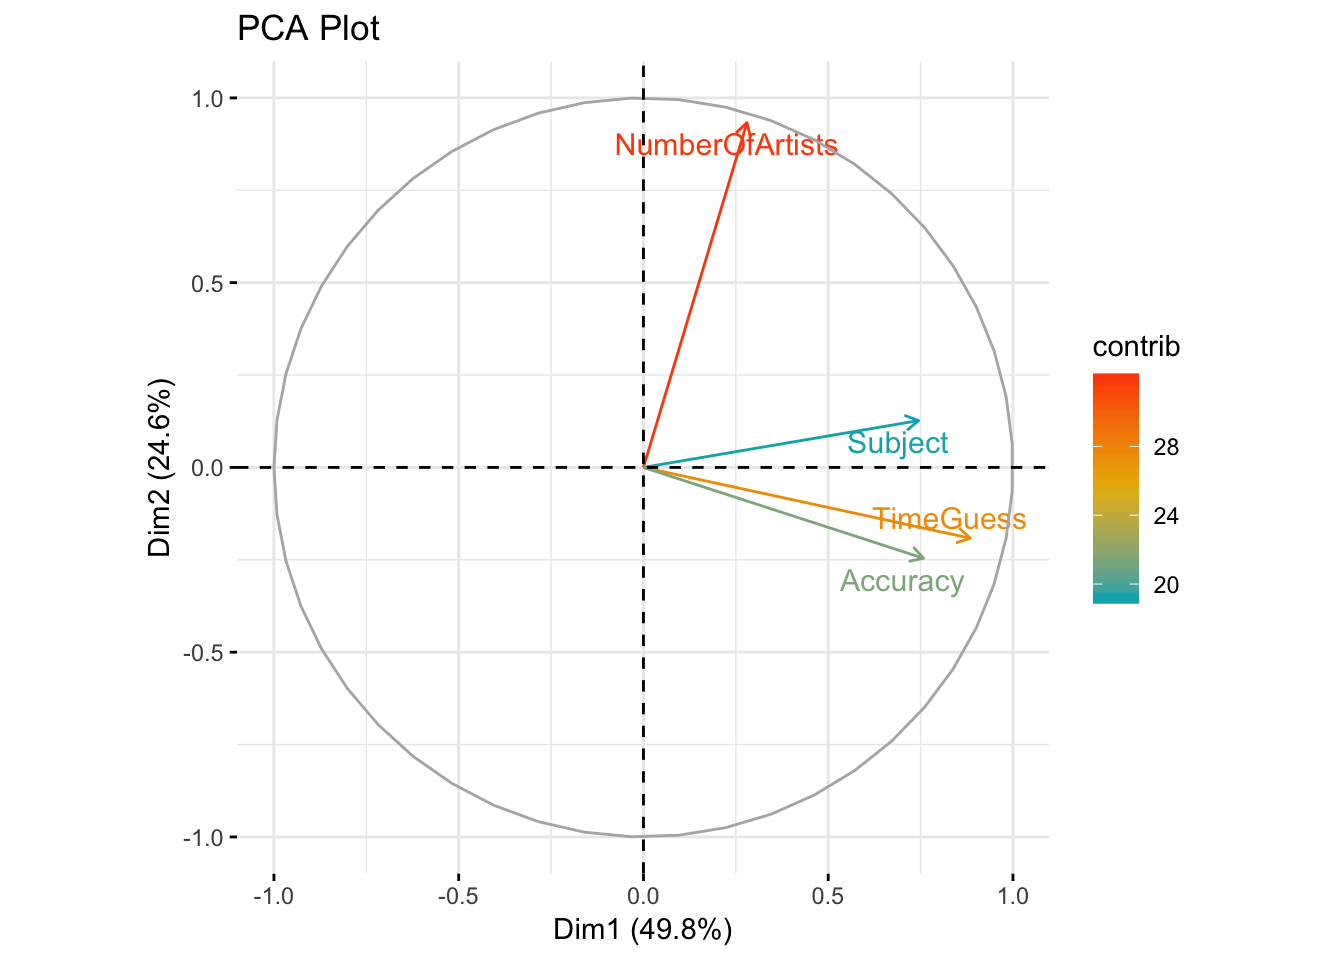 PCA Plot
1.0
0.5
0.0
-0.5
-1.0
Dim2 (24.6%)
NumberOfArtists
Subject
TimeGuess
Accuracy
-1.0
-0.5
0.0
0.5
1.0
Dim1 (49.8%)
contrib
28
24
20